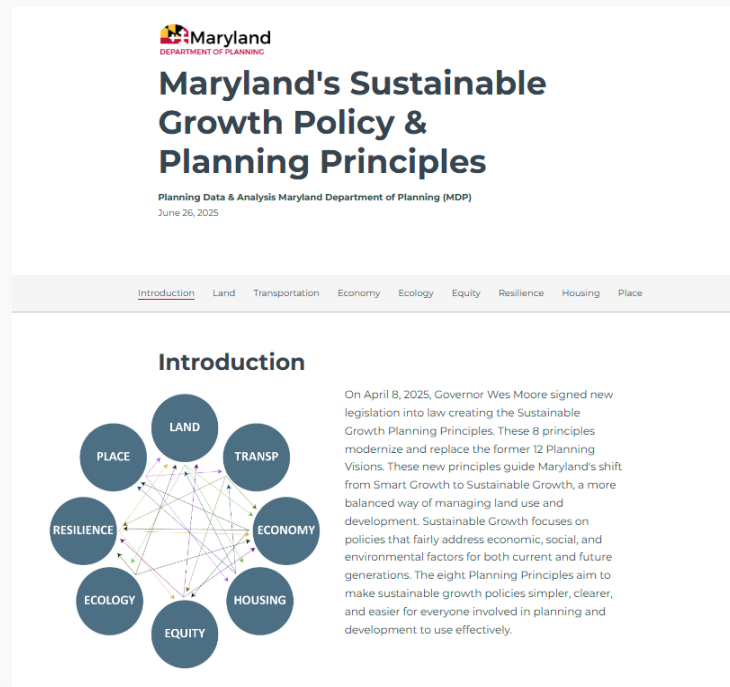 Maryland
DEPARTMENT OF PLANNING
Maryland's Sustainable
Growth Policy &
Planning Principles
Planning Data & Analysis Maryland Department of Planning (MDP)
June 26, 2025
Introduction Land Transportation Economy Ecology Equity Resilience Housing Place
Introduction
LAND
TRANSP
ECONOMY
HOUSING
EQUITY
ECOLOGY
RESILIENCE
PLACE
On April 8, 2025, Governor Wes Moore signed new
legislation into law creating the Sustainable
Growth Planning Principles. These 8 principles
modernize and replace the former 12 Planning
Visions. These new principles guide Maryland's shift
from Smart Growth to Sustainable Growth, a more
balanced way of managing land use and
development. Sustainable Growth focuses on
policies that fairly address economic, social, and
environmental factors for both current and future
generations. The eight Planning Principles aim to
make sustainable growth policies simpler, clearer,
and easier for everyone involved in planning and
development to use effectively.